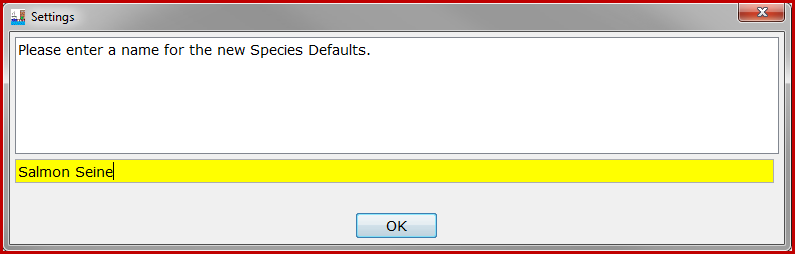 Settings
Please enter a name for the new Species Defaults.
Salmon Seine
OK